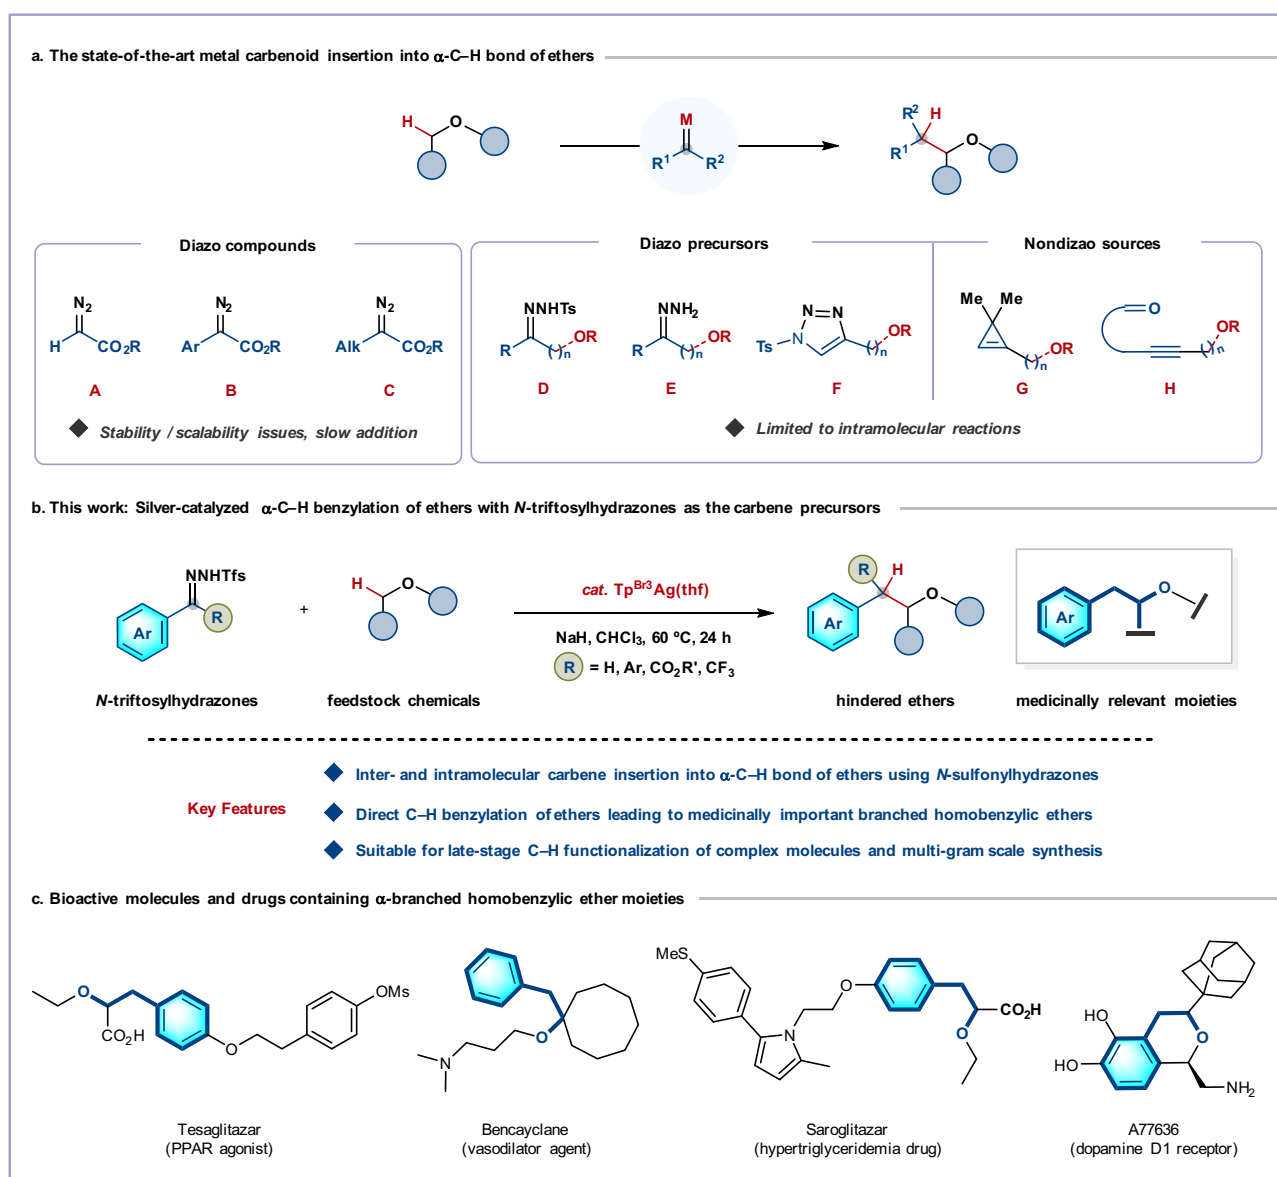 a. The state-of-the-art metal carbenoid insertion into α-C–H bond of ethers
H O
M
R1 R2
R2 H
R1 O
Diazo compounds
Diazo precursors
Nondizao sources
N2
H CO2R
A
N2
Ar CO2R
B
N2
Alk CO2R
C
NNHTs
R ( )n OR
D
NNH2
R ( )n OR
E
N N
Ts N ( )n OR
F
Me Me
( )n OR
G
O
( )n OR
H
Stability / scalability issues, slow addition
Limited to intramolecular reactions
b. This work: Silver-catalyzed α-C–H benzylation of ethers with N-triftosylhydrazones as the carbene precursors
NNHTfs
Ar R
+
H O
cat. TpBr3Ag(thf)
NaH, CHCl3, 60 ºC, 24 h
R = H, Ar, CO2R', CF3
R H
Ar O
Ar O
N-triftosylhydrazones
feedstock chemicals
hindered ethers
medicinally relevant moieties
Key Features
Inter- and intramolecular carbene insertion into α-C–H bond of ethers using N-sulfonylhydrazones
Direct C–H benzylation of ethers leading to medicinally important branched homobenzylic ethers
Suitable for late-stage C–H functionalization of complex molecules and multi-gram scale synthesis
c. Bioactive molecules and drugs containing α-branched homobenzylic ether moieties
O
CO2H
O
OMs
Tesaglitazar
(PPAR agonist)
O
N
Bencayclane
(vasodilator agent)
MeS
N
O
CO2H
O
Saroglitazar
(hypertriglyceridemia drug)
HO
HO
O
NH2
A77636
(dopamine D1 receptor)